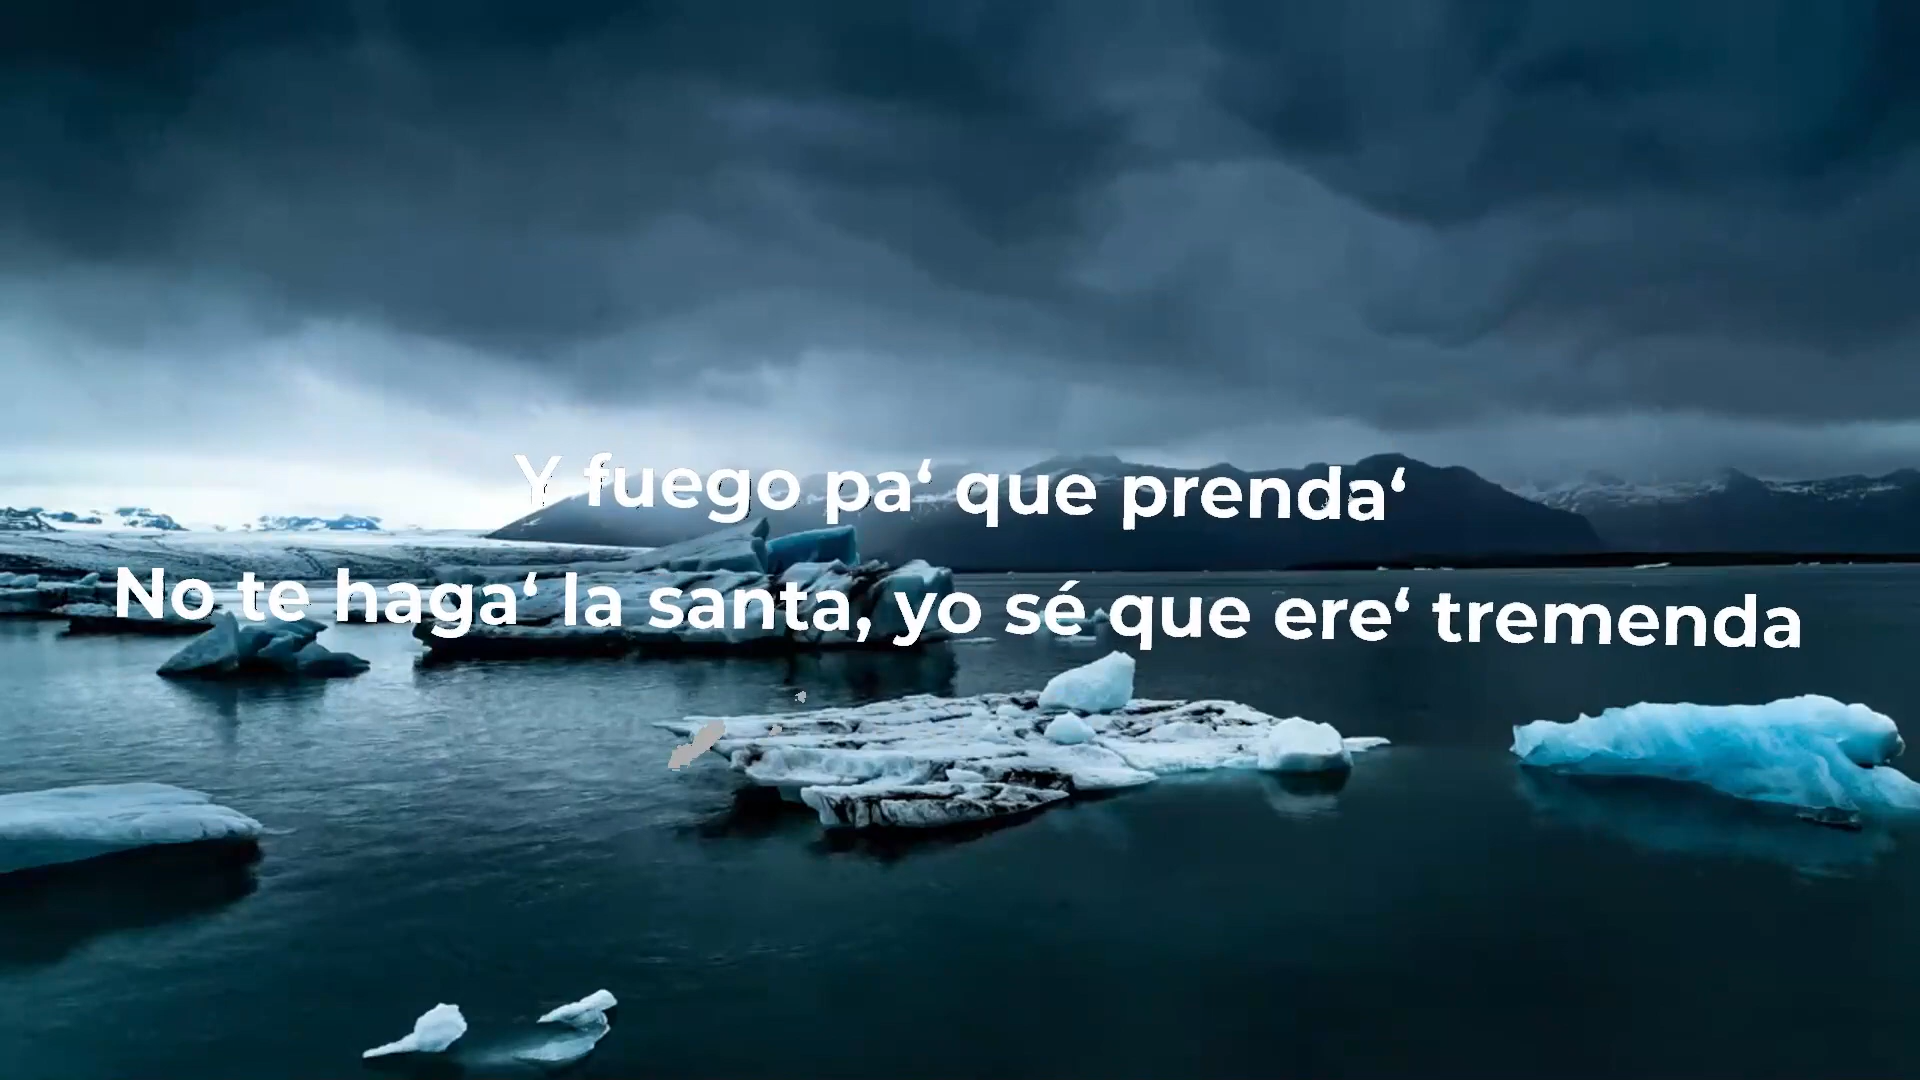 Y fuego pa‘ que prenda‘
No te haga‘ la santa, yo sé que ere‘ tremenda